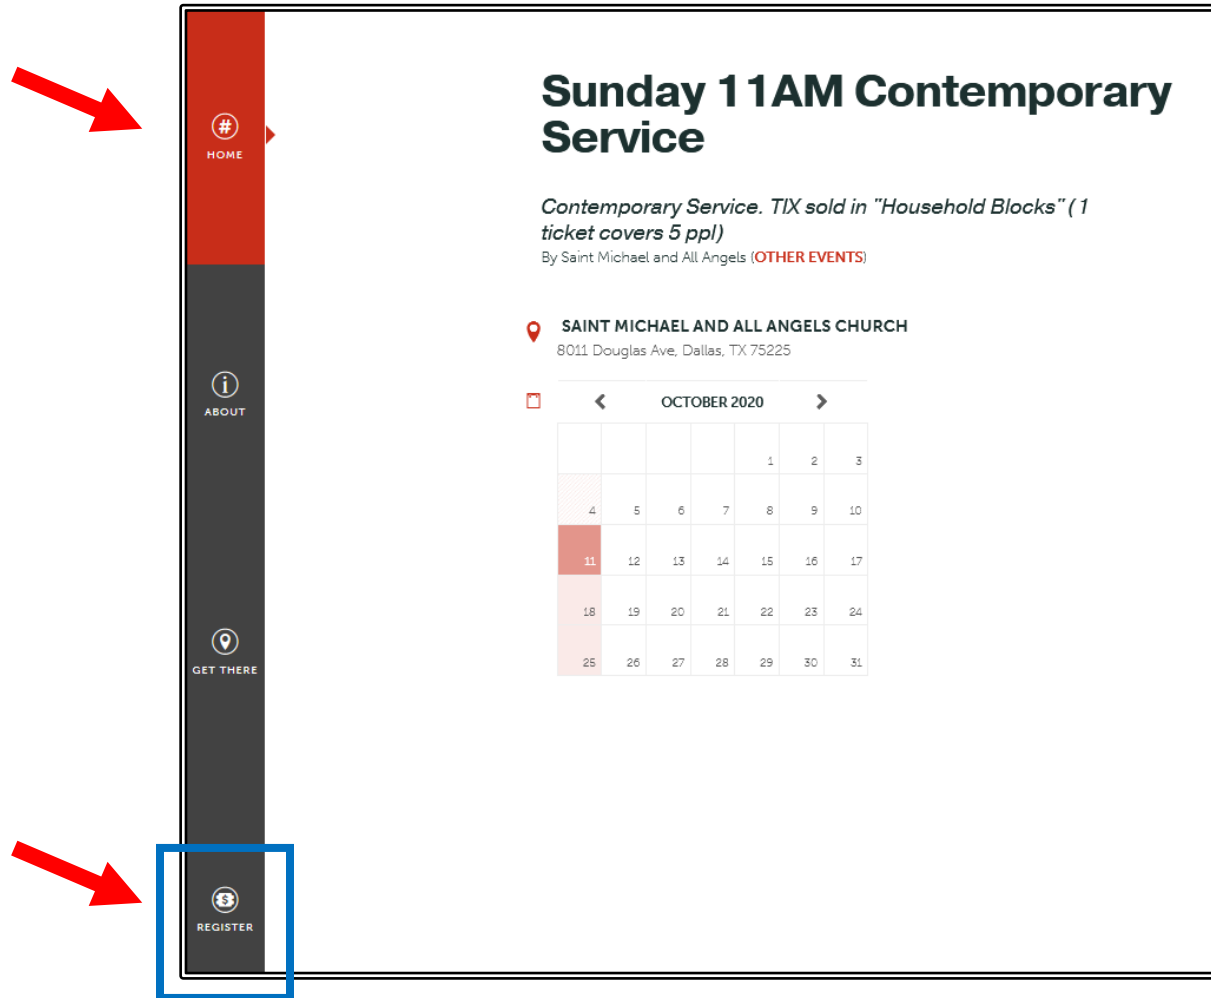 HOME
ABOUT
GET THERE
REGISTER
Sunday 11AM Contemporary
Service
Contemporary Service. TIX sold in "Household Blocks" (1
ticket covers 5 ppl)
By Saint Michael and All Angels (OTHER EVENTS)
SAINT MICHAEL AND ALL ANGELS CHURCH
8011 Douglas Ave, Dallas, TX 75225
OCTOBER 2020
1 2 3
4 5 6 7 8 9 10
11 12 13 14 15 16 17
18 19 20 21 22 23 24
25 26 27 28 29 30 31